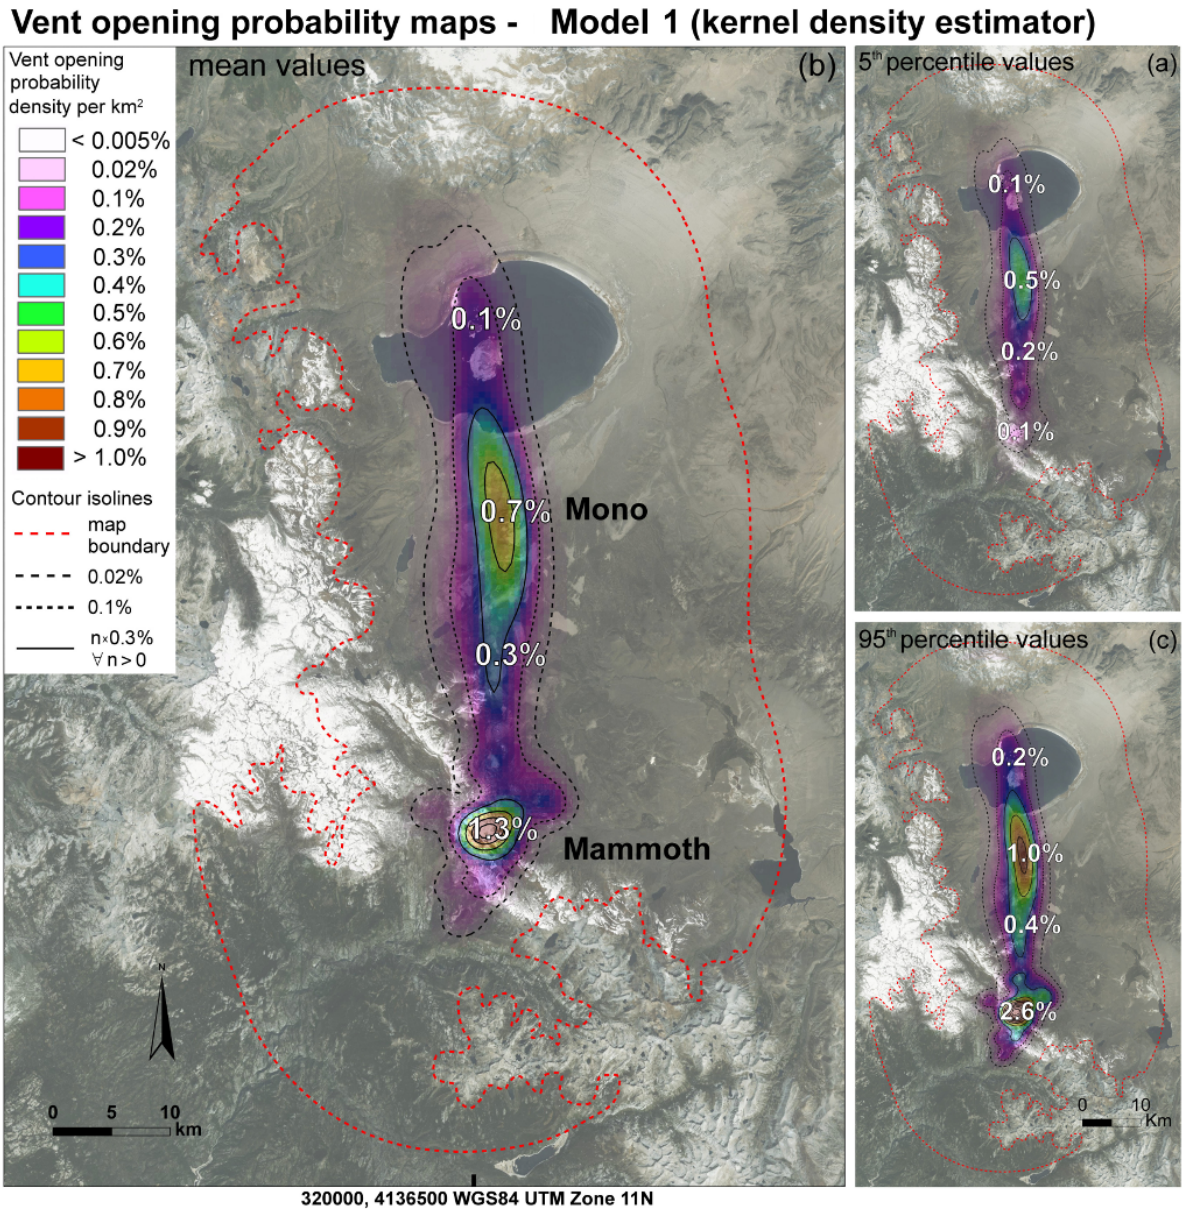 Vent opening probability maps - Model 1 (kernel density estimator)
Vent opening
probability
density per km²
< 0.005%
0.02%
0.1%
0.2%
0.3%
0.4%
0.5%
0.6%
0.7%
0.8%
0.9%
> 1.0%
Contour isolines
map
boundary
0.02%
0.1%
n×0.3%
∀ n > 0
mean values
(b)
0.1%
0.7%
Mono
0.3%
1.3%
Mammoth
N
0 5 10
km
320000, 4136500 WGS84 UTM Zone 11N
5th percentile values
(a)
0.1%
0.5%
0.2%
0.1%
95th percentile values
(c)
0.2%
1.0%
0.4%
2.6%
0 10
Km